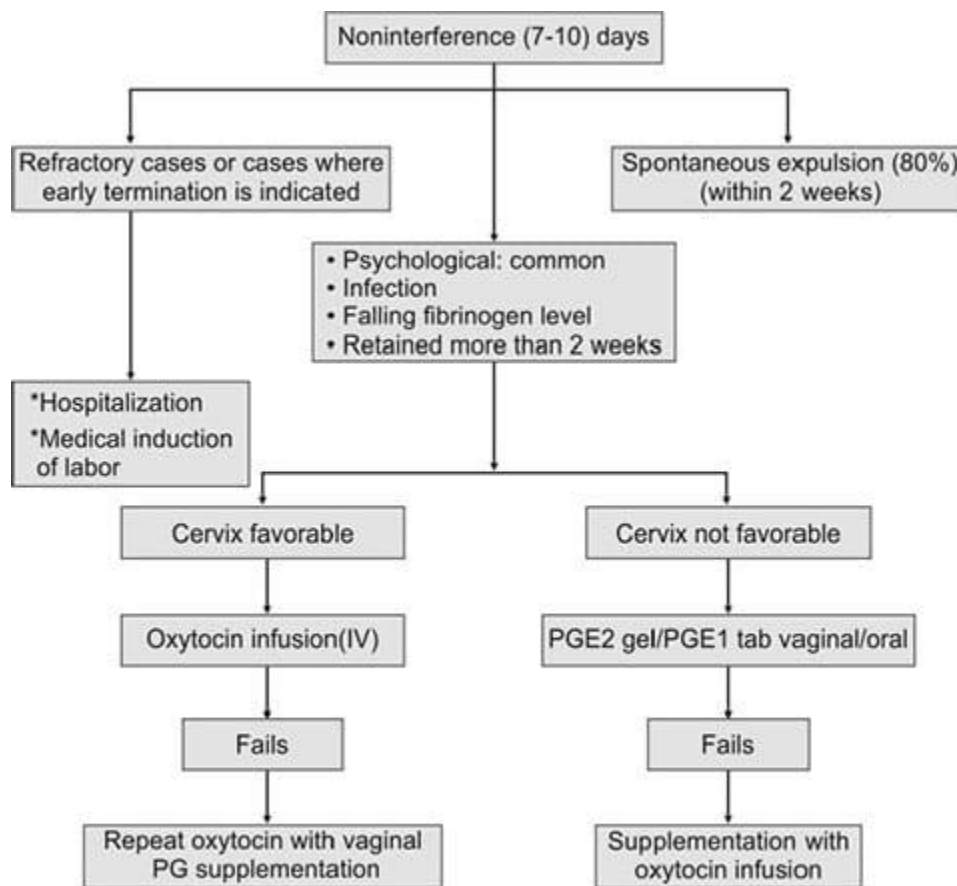 Noninterference (7-10) days
Refractory cases or cases where
early termination is indicated
Spontaneous expulsion (80%)
(within 2 weeks)
• Psychological: common
• Infection
• Falling fibrinogen level
• Retained more than 2 weeks
*Hospitalization
*Medical induction
of labor
Cervix favorable
Cervix not favorable
Oxytocin infusion(IV)
PGE2 gel/PGE1 tab vaginal/oral
Fails
Fails
Repeat oxytocin with vaginal
PG supplementation
Supplementation with
oxytocin infusion